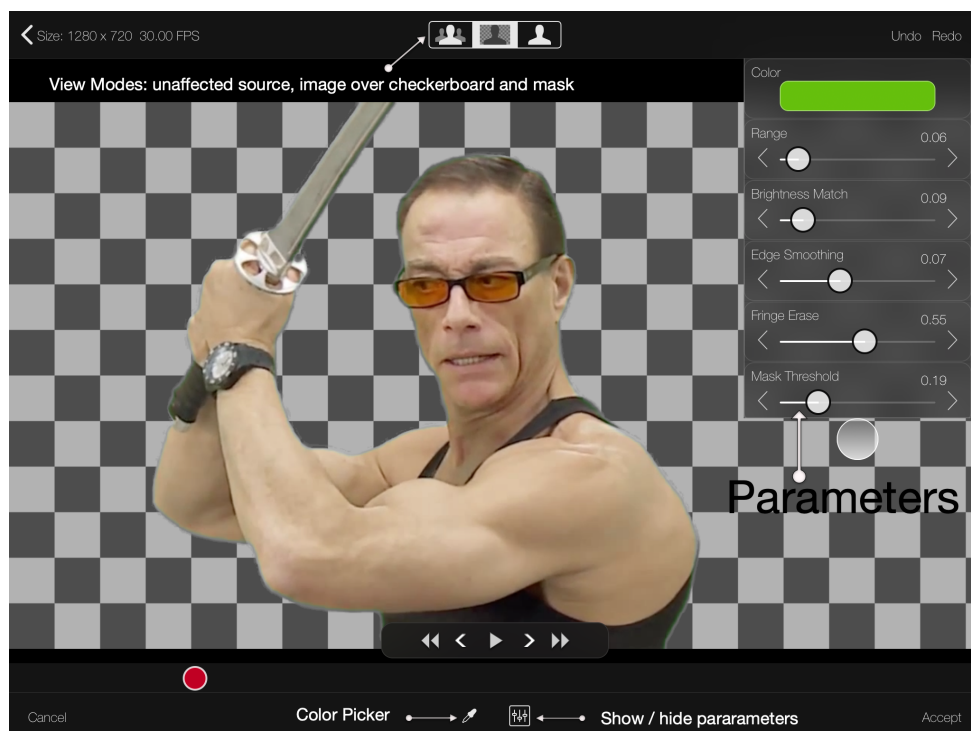 Size: 1280 x 720 30.00 FPS
Undo Redo
View Modes: unaffected source, image over checkerboard and mask
Color
Range 0.06
Brightness Match 0.09
Edge Smoothing 0.07
Fringe Erase 0.55
Mask Threshold 0.19
Parameters
Cancel
Color Picker
Show / hide pararameters
Accept